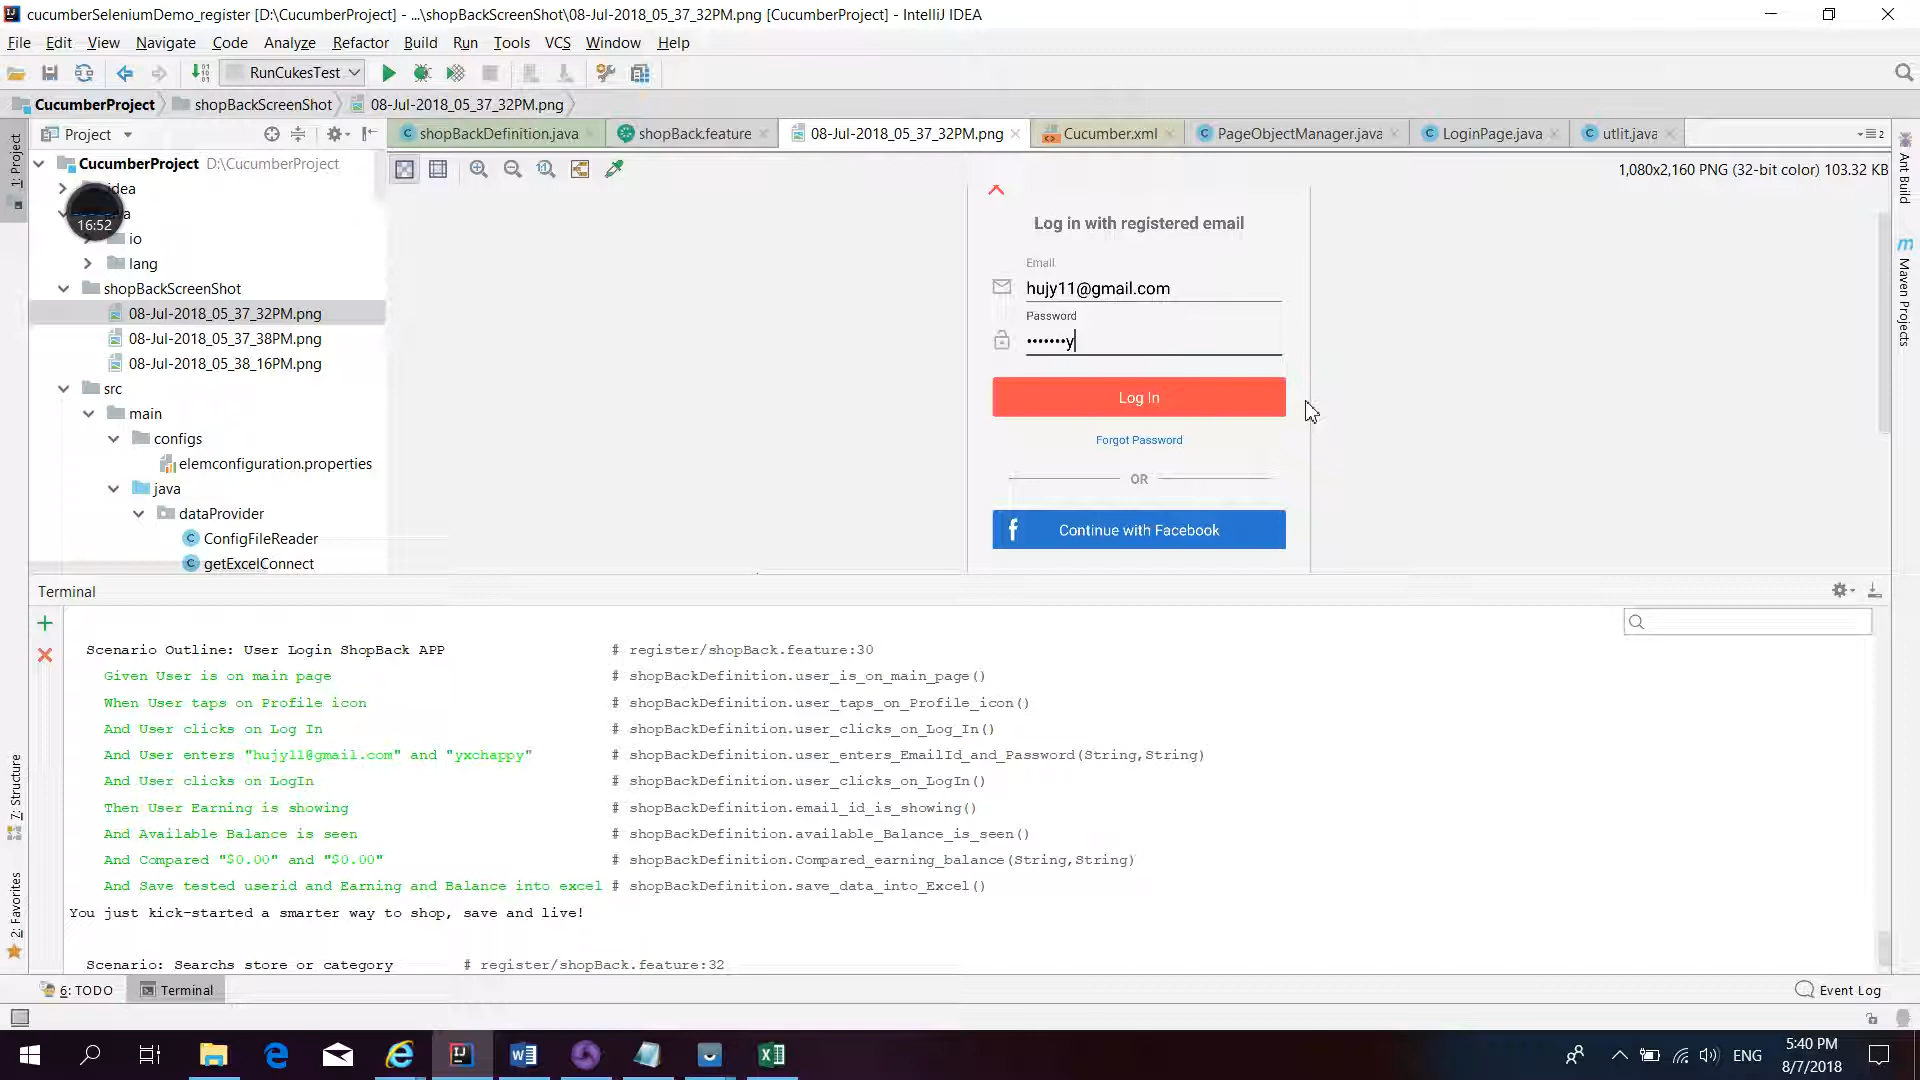 cucumberSeleniumDemo_register [D:\CucumberProject] - ...\shopBackScreenShot\08-Jul-2018_05_37_32PM.png [CucumberProject] - IntelliJ IDEA
File Edit View Navigate Code Analyze Refactor Build Run Tools VCS Window Help
RunCukesTest
CucumberProject shopBackScreenShot 08-Jul-2018_05_37_32PM.png
1: Project
Project
shopBackDefinition.java shopBack.feature 08-Jul-2018_05_37_32PM.png Cucumber.xml PageObjectManager.java LoginPage.java utlit.java
2
CucumberProject D:\CucumberProject
1:1
1,080x2,160 PNG (32-bit color) 103.32 KB
Ant Build
Maven Projects
idea
16:52
io
lang
shopBackScreenShot
08-Jul-2018_05_37_32PM.png
08-Jul-2018_05_37_38PM.png
08-Jul-2018_05_38_16PM.png
src
main
configs
elemconfiguration.properties
java
dataProvider
ConfigFileReader
getExcelConnect
Log in with registered email
Email
hujy11@gmail.com
Password
•••••••y
Log In
Forgot Password
OR
Continue with Facebook
Terminal
Scenario Outline: User Login ShopBack APP # register/shopBack.feature:30
Given User is on main page # shopBackDefinition.user_is_on_main_page()
When User taps on Profile icon # shopBackDefinition.user_taps_on_Profile_icon()
And User clicks on Log In # shopBackDefinition.user_clicks_on_Log_In()
And User enters "hujy11@gmail.com" and "yxchappy" # shopBackDefinition.user_enters_EmailId_and_Password(String,String)
And User clicks on LogIn # shopBackDefinition.user_clicks_on_LogIn()
Then User Earning is showing # shopBackDefinition.email_id_is_showing()
And Available Balance is seen # shopBackDefinition.available_Balance_is_seen()
And Compared "$0.00" and "$0.00" # shopBackDefinition.Compared_earning_balance(String,String)
And Save tested userid and Earning and Balance into excel # shopBackDefinition.save_data_into_Excel()
You just kick-started a smarter way to shop, save and live!
Scenario: Searchs store or category # register/shopBack.feature:32
7: Structure
2: Favorites
6: TODO Terminal Event Log
ENG
5:40 PM
8/7/2018